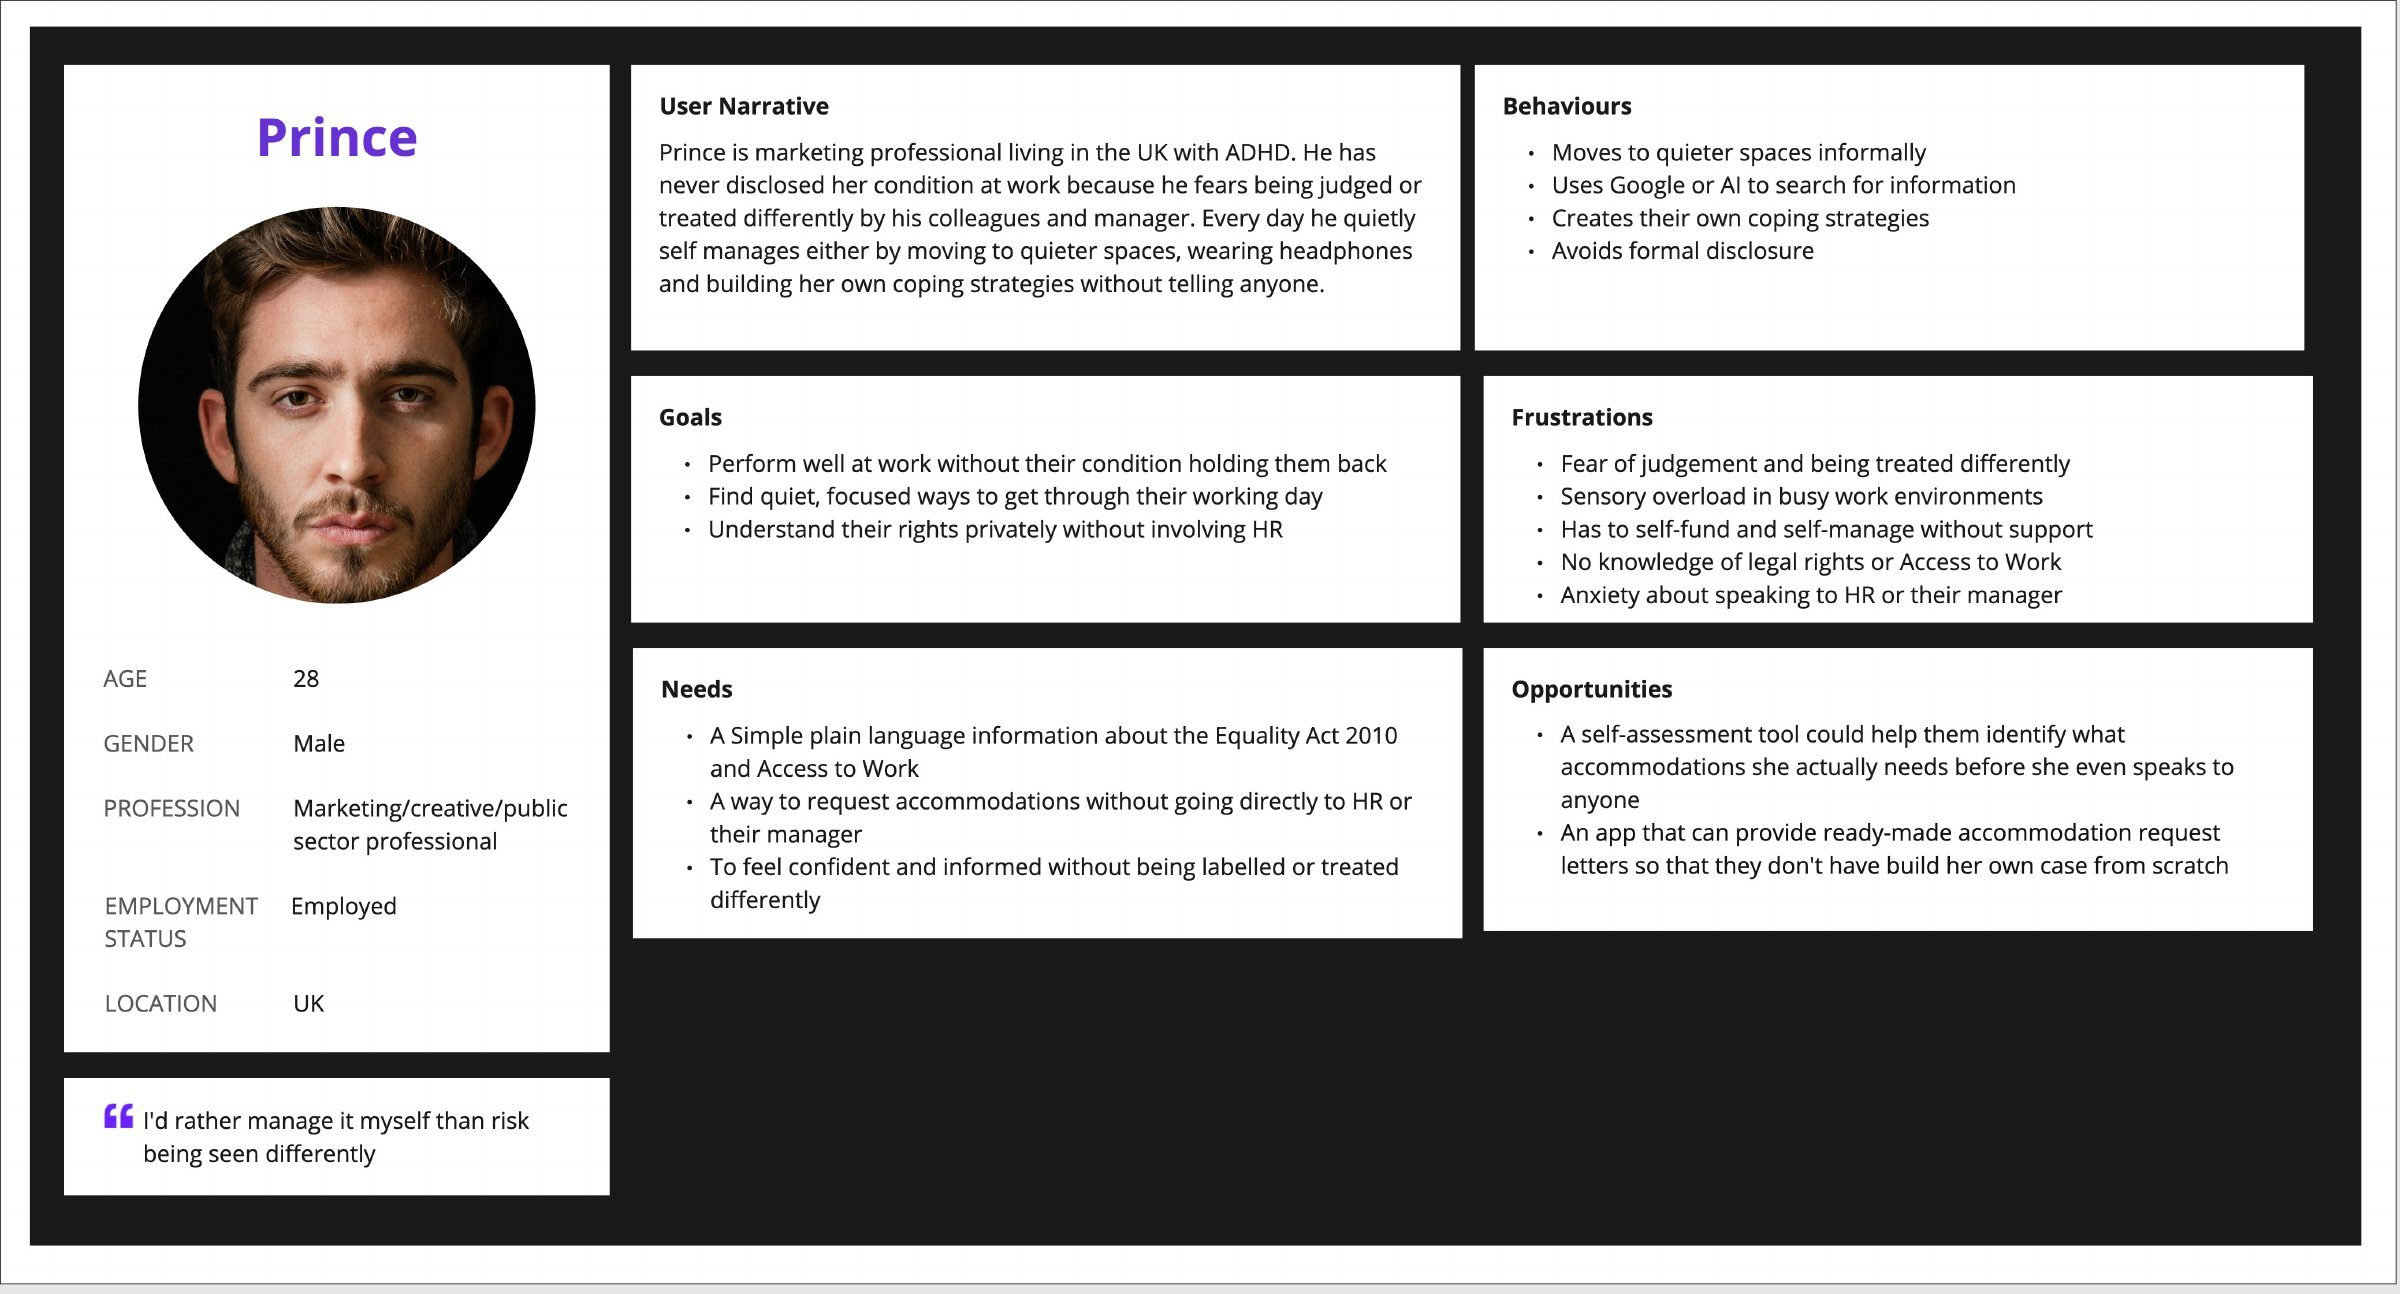 Prince
AGE 28
GENDER Male
PROFESSION Marketing/creative/public
sector professional
EMPLOYMENT Employed
STATUS
LOCATION UK
❝ I'd rather manage it myself than risk
being seen differently
User Narrative
Prince is marketing professional living in the UK with ADHD. He has
never disclosed her condition at work because he fears being judged or
treated differently by his colleagues and manager. Every day he quietly
self manages either by moving to quieter spaces, wearing headphones
and building her own coping strategies without telling anyone.
Behaviours
• Moves to quieter spaces informally
• Uses Google or AI to search for information
• Creates their own coping strategies
• Avoids formal disclosure
Goals
• Perform well at work without their condition holding them back
• Find quiet, focused ways to get through their working day
• Understand their rights privately without involving HR
Frustrations
• Fear of judgement and being treated differently
• Sensory overload in busy work environments
• Has to self-fund and self-manage without support
• No knowledge of legal rights or Access to Work
• Anxiety about speaking to HR or their manager
Needs
• A Simple plain language information about the Equality Act 2010
and Access to Work
• A way to request accommodations without going directly to HR or
their manager
• To feel confident and informed without being labelled or treated
differently
Opportunities
• A self-assessment tool could help them identify what
accommodations she actually needs before she even speaks to
anyone
• An app that can provide ready-made accommodation request
letters so that they don't have build her own case from scratch